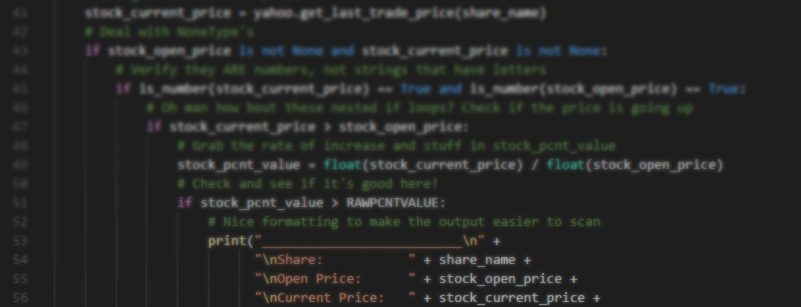 41 stock_current_price = yahoo.get_last_trade_price(share_name)
42 # Deal with NoneType's
43 if stock_open_price is not None and stock_current_price is not None:
44 # Verify they ARE numbers, not strings that have letters
45 if is_number(stock_current_price) == True and is_number(stock_open_price) == True:
46 # Oh man how bout these nested if loops? Check if the price is going up
47 if stock_current_price > stock_open_price:
48 # Grab the rate of increase and stuff in stock_pcnt_value
49 stock_pcnt_value = float(stock_current_price) / float(stock_open_price)
50 # Check and see if it's good here!
51 if stock_pcnt_value > RAWPCNTVALUE:
52 # Nice formatting to make the output easier to scan
53 print("__________________________\n" +
54 "\nShare:           " + share_name +
55 "\nOpen Price:      " + stock_open_price +
56 "\nCurrent Price:   " + stock_current_price +